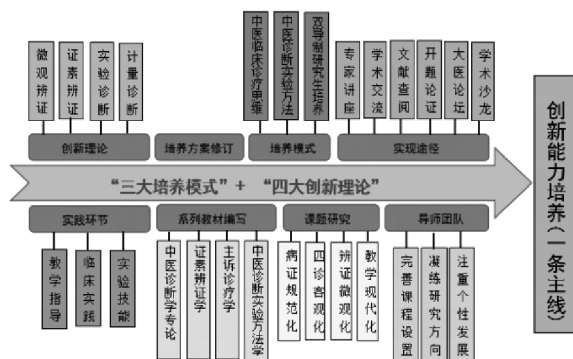 微观辨证
证素辨证
实验诊断
计量诊断
中医临床诊疗思维
中医诊断实验方法
双导制研究生培养
专家讲座
学术交流
文献查阅
开题论证
大医论坛
学术沙龙
创新理论
培养方案修订
培养模式
实现途径
“三大培养模式”+“四大创新理论”
创新能力培养(一条主线)
实践环节
系列教材编写
课题研究
导师团队
教学指导
临床实践
实验技能
中医诊断学专论
证素辨证学
主诉诊疗学
中医诊断实验方法学
病证规范化
四诊客观化
辨证微观化
教学现代化
完善课程设置
凝练研究方向
注重个性发展